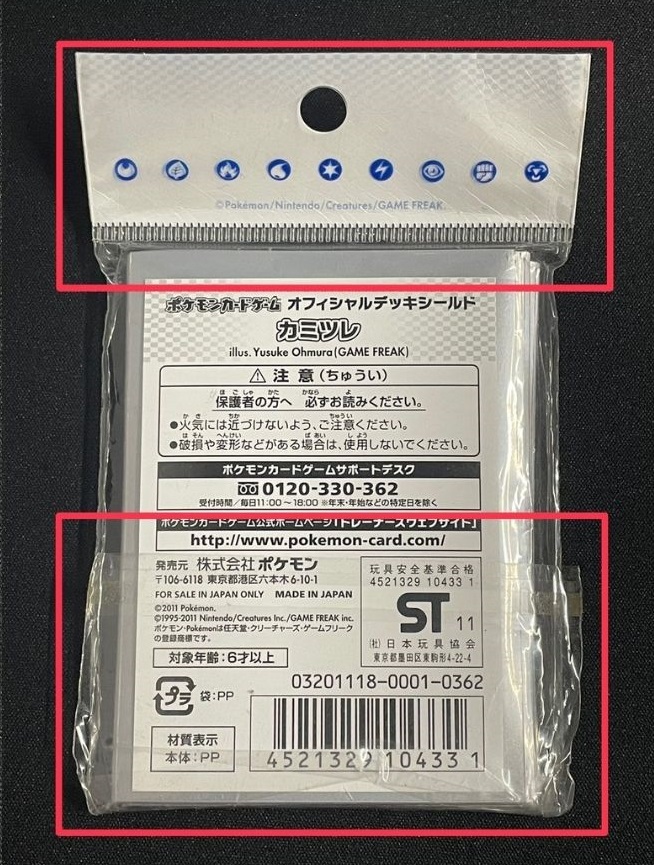 ©Pokémon/Nintendo/Creatures/GAME FREAK.
ポケモンカードゲーム オフィシャルデッキシールド
カミツレ
illus. Yusuke Ohmura(GAME FREAK)
⚠ 注意(ちゅうい)
保護者の方へ 必ずお読みください。
●火気には近づけないよう、ご注意ください。
●破損や変形などがある場合は、使用しないでください。
ポケモンカードゲームサポートデスク
0120-330-362
受付時間/毎日11:00~18:00 ※年末・年始などの特定日を除く
ポケモンカードゲーム公式ホームページ「トレーナーズウェブサイト」
http://www.pokemon-card.com/
発売元 株式会社ポケモン
〒106-6118 東京都港区六本木6-10-1
FOR SALE IN JAPAN ONLY MADE IN JAPAN
©2011 Pokémon.
©1995-2011 Nintendo/Creatures Inc./GAME FREAK inc.
ポケモン・Pokémonは任天堂・クリーチャーズ・ゲームフリーク
の登録商標です。
対象年齢:6才以上
玩具安全基準合格
4521329 10433 1
ST 11
(社)日本玩具協会
東京都墨田区東駒形4-22-4
03201118-0001-0362
プラ 袋:PP
材質表示
本体:PP
4521329 10433 1